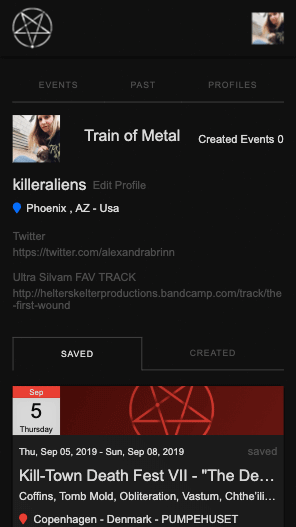 EVENTS PAST PROFILES
Train of Metal
Created Events 0
killeraliens Edit Profile
Phoenix , AZ - Usa
Twitter
https://twitter.com/alexandrabrinn
Ultra Silvam FAV TRACK
http://helterskelterproductions.bandcamp.com/track/the
-first-wound
SAVED CREATED
Sep
5
Thursday
Thu, Sep 05, 2019 - Sun, Sep 08, 2019 saved
Kill-Town Death Fest VII - "The De...
Coffins, Tomb Mold, Obliteration, Vastum, Chthe'ili...
Copenhagen - Denmark - PUMPEHUSET